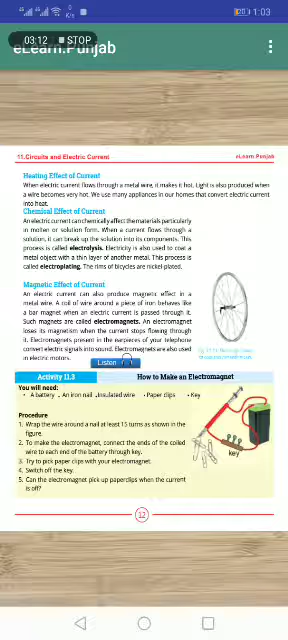 0
K/s
20
1:03
03:12 STOP
eLearn.Punjab
11.Circuits and Electric Current
eLearn.Punjab
Heating Effect of Current
When electric current flows through a metal wire, it makes it hot. Light is also produced when
a wire becomes very hot. We use many appliances in our homes that convert electric current
into heat.
Chemical Effect of Current
An electric current can chemically affect the materials particularly
in molten or solution form. When a current flows through a
solution, it can break up the solution into its components. This
process is called electrolysis. Electricity is also used to coat a
metal object with a thin layer of another metal. This process is
called electroplating. The rims of bicycles are nickel-plated.
Magnetic Effect of Current
An electric current can also produce magnetic effect in a
metal wire. A coil of wire around a piece of iron behaves like
a bar magnet when an electric current is passed through it.
Such magnets are called electromagnets. An electromagnet
loses its magnetism when the current stops flowing through
it. Electromagnets present in the earpieces of your telephone
convert electric signals into sound. Electromagnets are also used
in electric motors.
Listen
Activity 11.3
How to Make an Electromagnet
You will need:
• A battery • An iron nail • Insulated wire • Paper clips • Key
Procedure
1. Wrap the wire around a nail at least 15 turns as shown in the
figure.
2. To make the electromagnet, connect the ends of the coiled
wire to each end of the battery through key.
3. Try to pick paper clips with your electromagnet.
4. Switch off the key.
5. Can the electromagnet pick up paperclips when the current
is off?
key
12